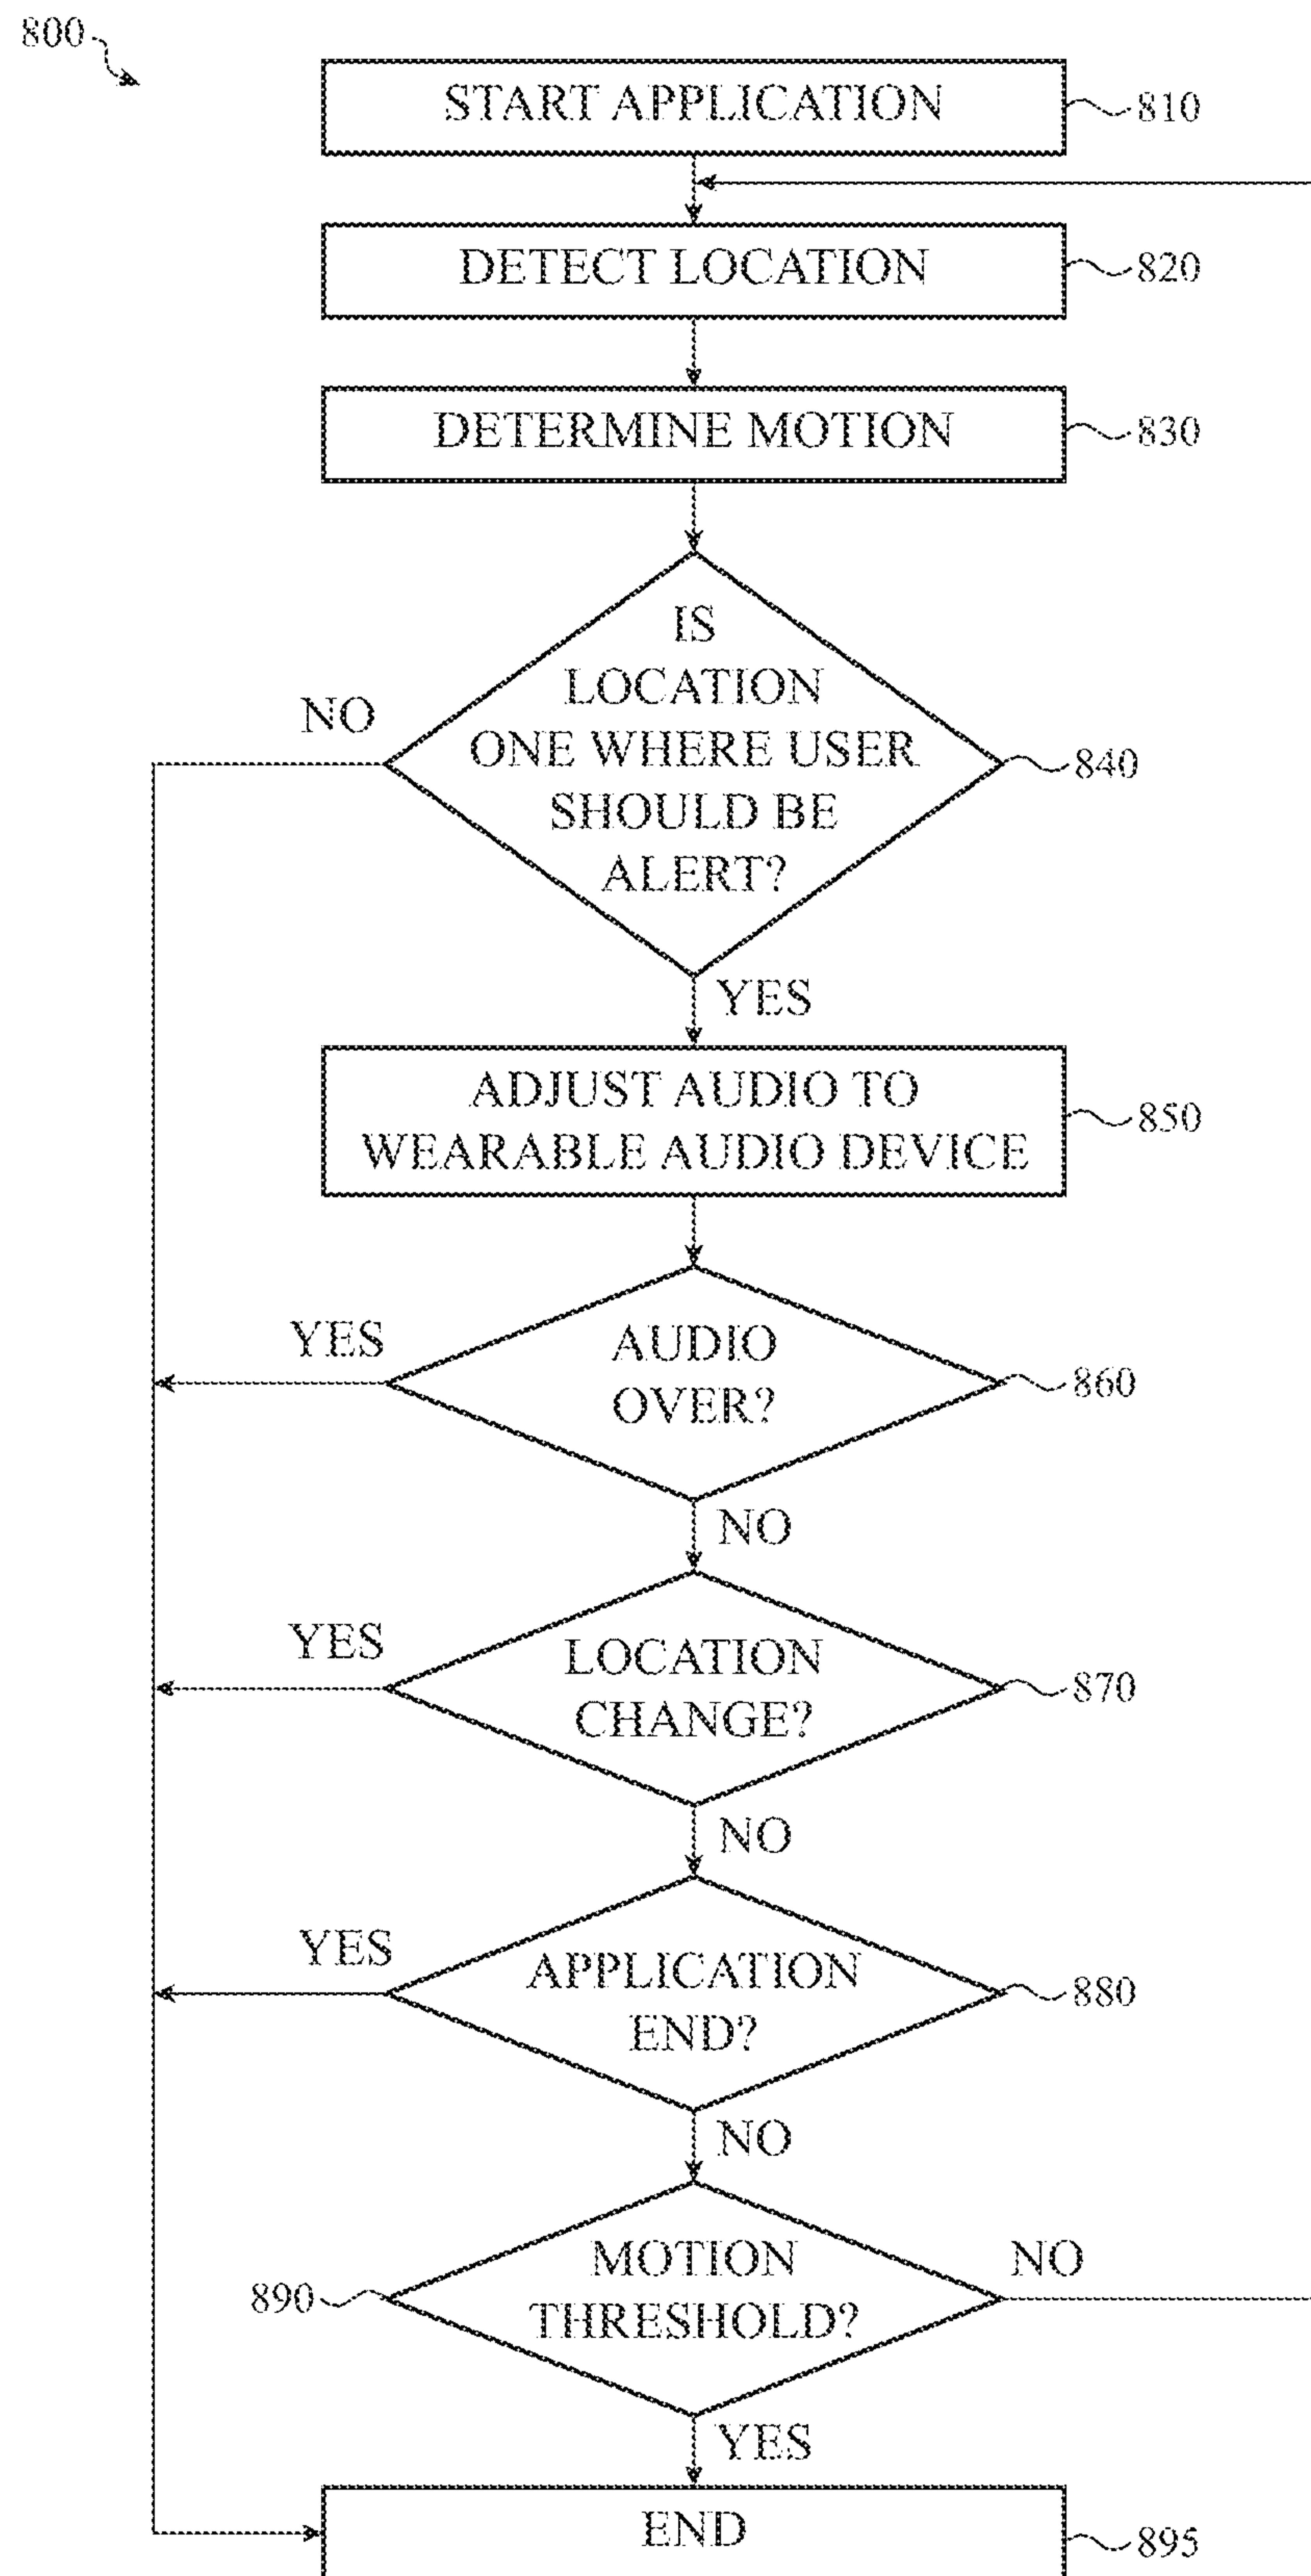 800
START APPLICATION
810
DETECT LOCATION
820
DETERMINE MOTION
830
IS
LOCATION
ONE WHERE USER
SHOULD BE
ALERT?
NO
840
YES
ADJUST AUDIO TO
WEARABLE AUDIO DEVICE
850
AUDIO
OVER?
YES
860
NO
LOCATION
CHANGE?
YES
870
NO
APPLICATION
END?
YES
880
NO
MOTION
THRESHOLD?
NO
890
YES
END
895